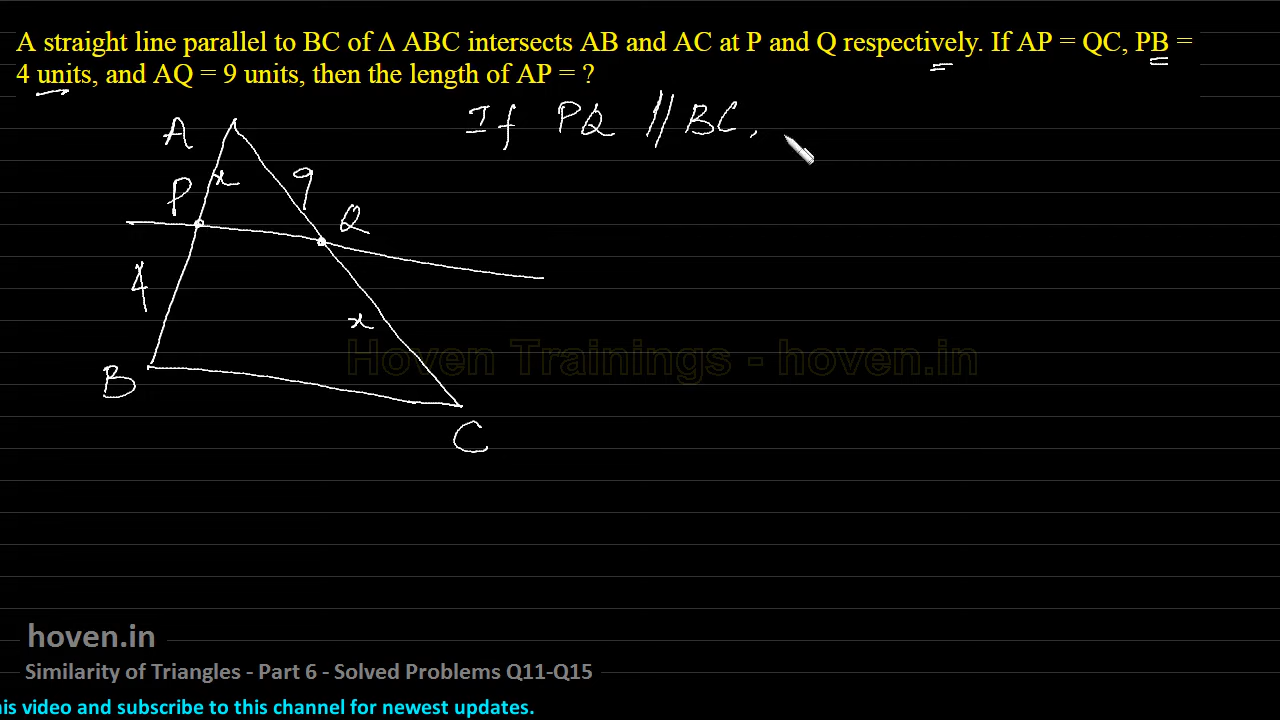 A straight line parallel to BC of Δ ABC intersects AB and AC at P and Q respectively. If AP = QC, PB =
4 units, and AQ = 9 units, then the length of AP = ?
If PQ // BC,
A
x
9
P
Q
4
x
Hoven Trainings - hoven.in
B
C
hoven.in
Similarity of Triangles - Part 6 - Solved Problems Q11-Q15
is video and subscribe to this channel for newest updates.